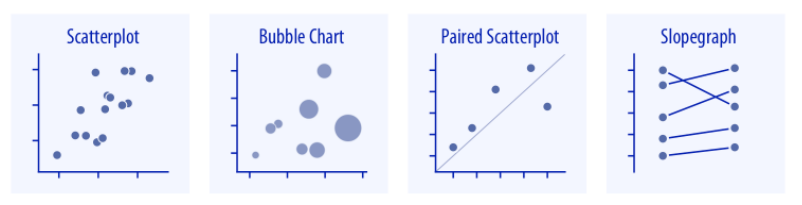 Scatterplot
Bubble Chart
Paired Scatterplot
Slopegraph